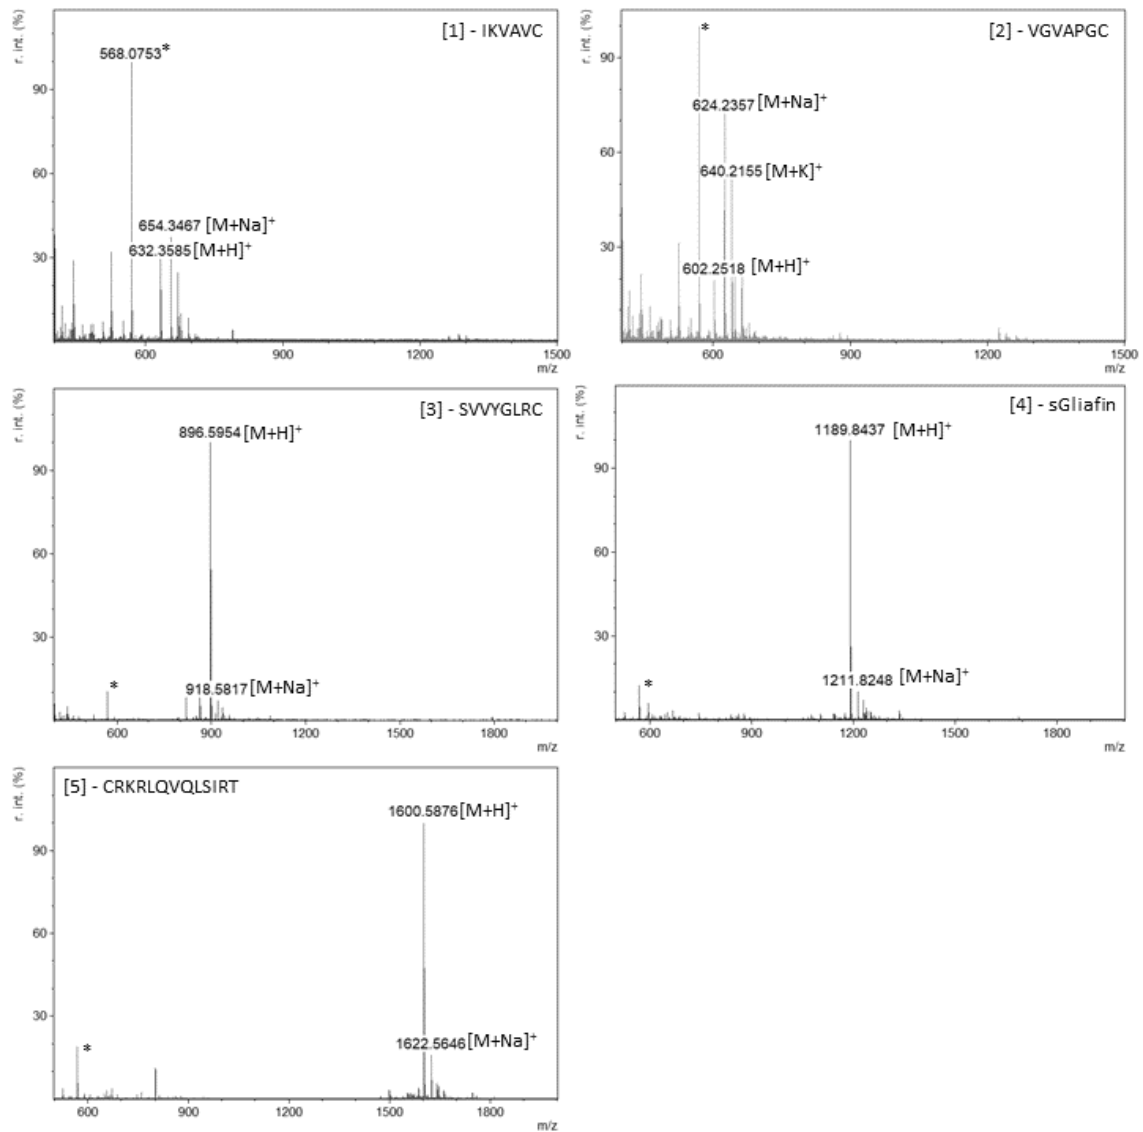 [1] - IKVAVC
r. int. (%)
90
60
30
568.0753*
654.3467 [M+Na]+
632.3585 [M+H]+
600 900 1200 1500
m/z
[2] - VGVAPGC
r. int. (%)
90
60
30
*
624.2357 [M+Na]+
640.2155 [M+K]+
602.2518 [M+H]+
600 900 1200 1500
m/z
[3] - SVVYGLRC
r. int. (%)
90
60
30
896.5954 [M+H]+
*
918.5817 [M+Na]+
600 900 1200 1500 1800
m/z
[4] - sGliafin
r. int. (%)
90
60
30
1189.8437 [M+H]+
*
1211.8248 [M+Na]+
600 900 1200 1500 1800
m/z
[5] - CRKRLQVQLSIRT
r. int. (%)
90
60
30
1600.5876 [M+H]+
*
1622.5646 [M+Na]+
600 900 1200 1500 1800
m/z